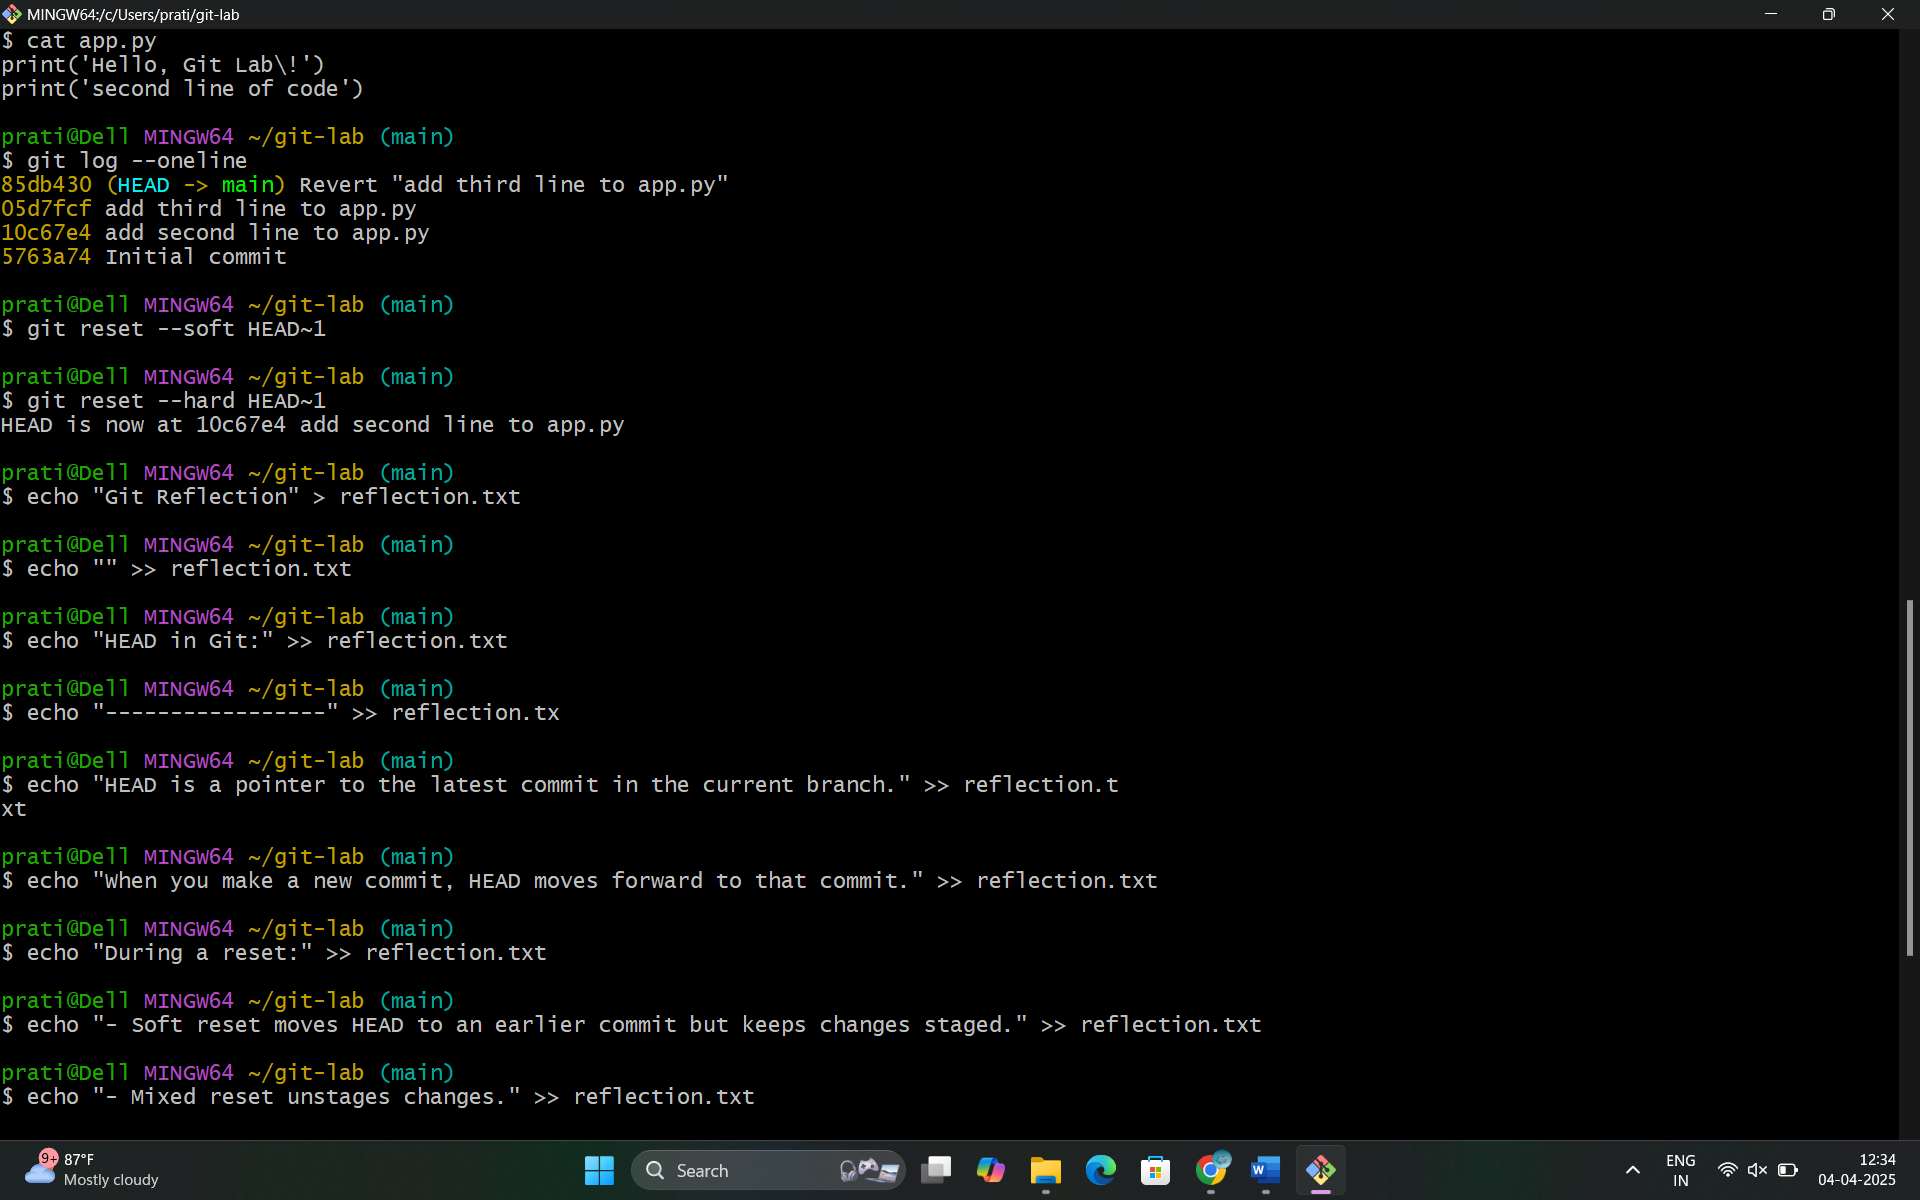 MINGW64:/c/Users/prati/git-lab
$ cat app.py
print('Hello, Git Lab\!')
print('second line of code')
prati@Dell MINGW64 ~/git-lab (main)
$ git log --oneline
85db430 (HEAD -> main) Revert "add third line to app.py"
05d7fcf add third line to app.py
10c67e4 add second line to app.py
5763a74 Initial commit
prati@Dell MINGW64 ~/git-lab (main)
$ git reset --soft HEAD~1
prati@Dell MINGW64 ~/git-lab (main)
$ git reset --hard HEAD~1
HEAD is now at 10c67e4 add second line to app.py
prati@Dell MINGW64 ~/git-lab (main)
$ echo "Git Reflection" > reflection.txt
prati@Dell MINGW64 ~/git-lab (main)
$ echo "" >> reflection.txt
prati@Dell MINGW64 ~/git-lab (main)
$ echo "HEAD in Git:" >> reflection.txt
prati@Dell MINGW64 ~/git-lab (main)
$ echo "-----------------" >> reflection.tx
prati@Dell MINGW64 ~/git-lab (main)
$ echo "HEAD is a pointer to the latest commit in the current branch." >> reflection.t
xt
prati@Dell MINGW64 ~/git-lab (main)
$ echo "When you make a new commit, HEAD moves forward to that commit." >> reflection.txt
prati@Dell MINGW64 ~/git-lab (main)
$ echo "During a reset:" >> reflection.txt
prati@Dell MINGW64 ~/git-lab (main)
$ echo "- Soft reset moves HEAD to an earlier commit but keeps changes staged." >> reflection.txt
prati@Dell MINGW64 ~/git-lab (main)
$ echo "- Mixed reset unstages changes." >> reflection.txt
9+
87°F
Mostly cloudy
Search
W
ENG
IN
12:34
04-04-2025